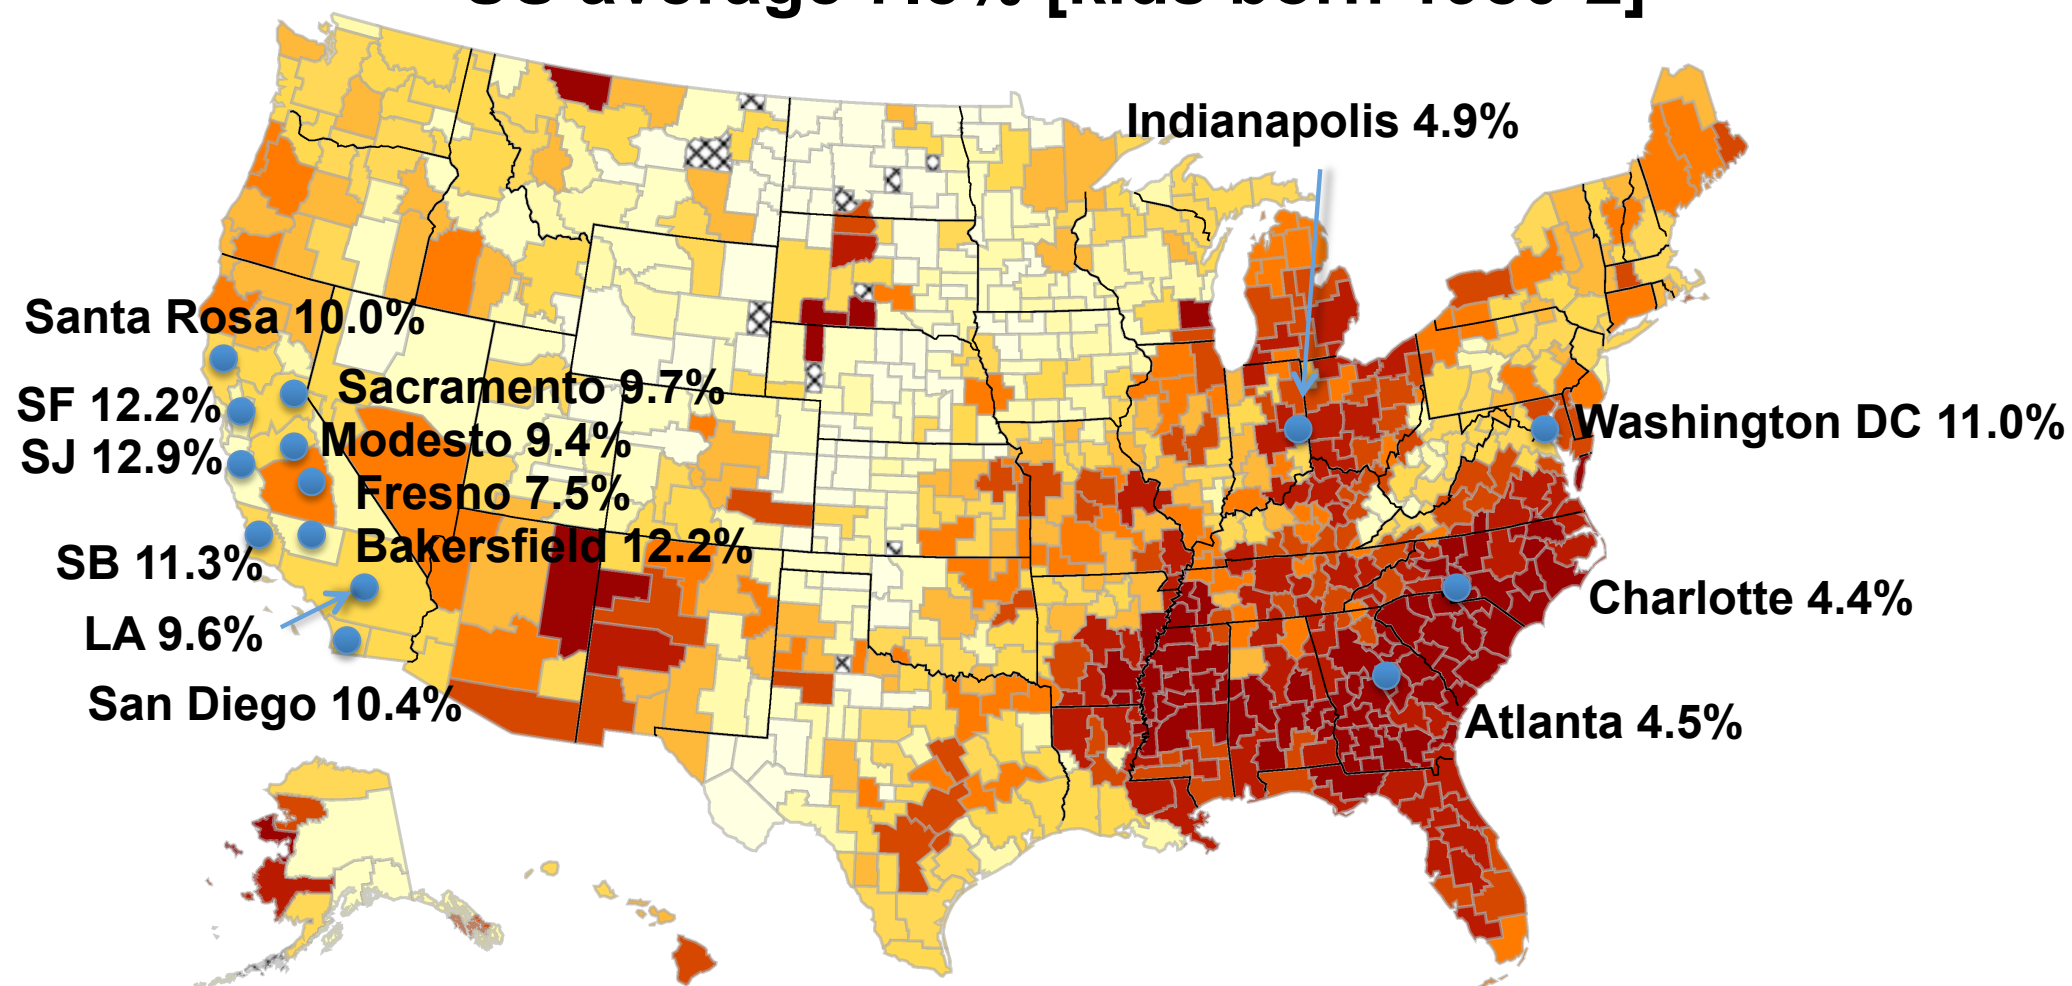 Indianapolis 4.9%
Santa Rosa 10.0%
Sacramento 9.7%
SF 12.2%
Washington DC 11.0%
Modesto 9.4%
SJ 12.9%
Fresno 7.5%
Bakersfield 12.2%
SB 11.3%
Charlotte 4.4%
LA 9.6%
San Diego 10.4%
Atlanta 4.5%